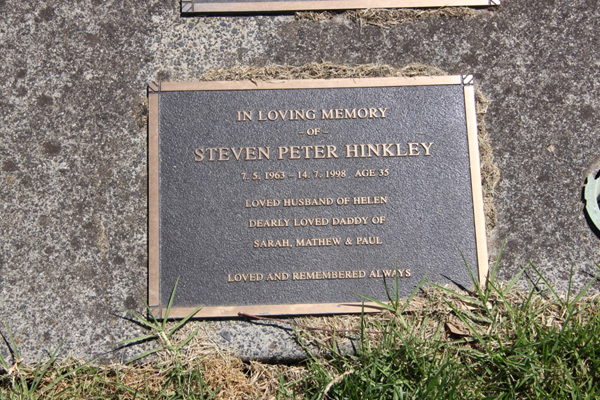 IN LOVING MEMORY
- OF -
STEVEN PETER HINKLEY
7. 5. 1963 - 14. 7. 1998 AGE 35
LOVED HUSBAND OF HELEN
DEARLY LOVED DADDY OF
SARAH, MATHEW & PAUL
LOVED AND REMEMBERED ALWAYS